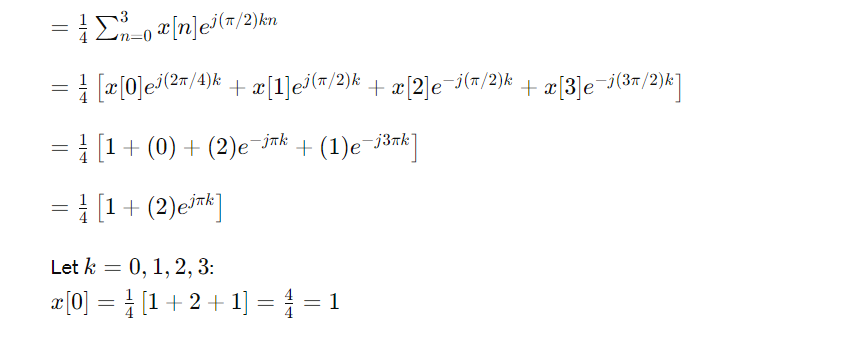 = 1/4 ∑_{n=0}^{3} x[n]e^{j(π/2)kn}
= 1/4 [x[0]e^{j(2π/4)k} + x[1]e^{j(π/2)k} + x[2]e^{-j(π/2)k} + x[3]e^{-j(3π/2)k}]
= 1/4 [1 + (0) + (2)e^{-jπk} + (1)e^{-j3πk}]
= 1/4 [1 + (2)e^{jπk}]
Let k = 0, 1, 2, 3:
x[0] = 1/4 [1 + 2 + 1] = 4/4 = 1